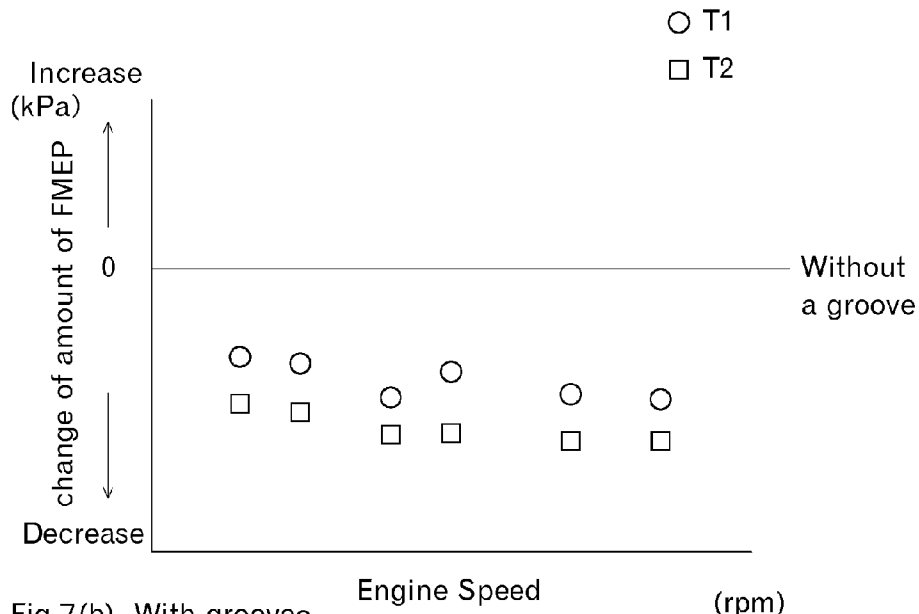 T1
T2
Increase
(kPa)
change of amount of FMEP
0
Without
a groove
Decrease
Engine Speed
(rpm)
Fig.7(b) With grooves